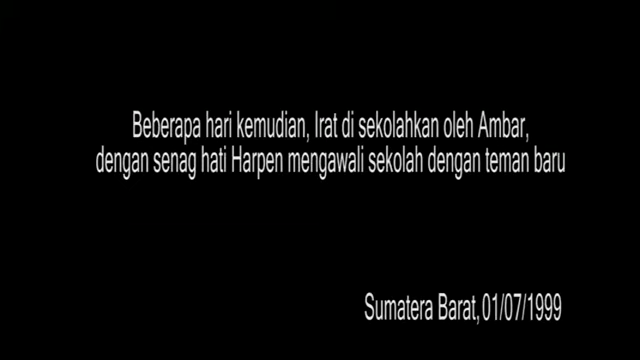 Beberapa hari kemudian, Irat di sekolahkan oleh Ambar,
dengan senag hati Harpen mengawali sekolah dengan teman baru
Sumatera Barat, 01/07/1999